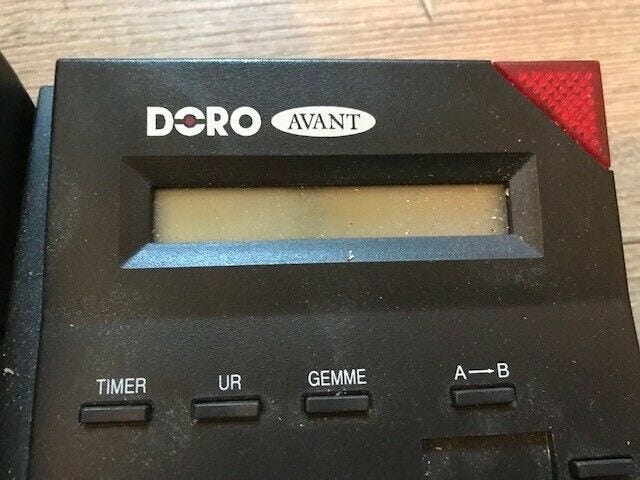 DORO AVANT
TIMER UR GEMME A→B